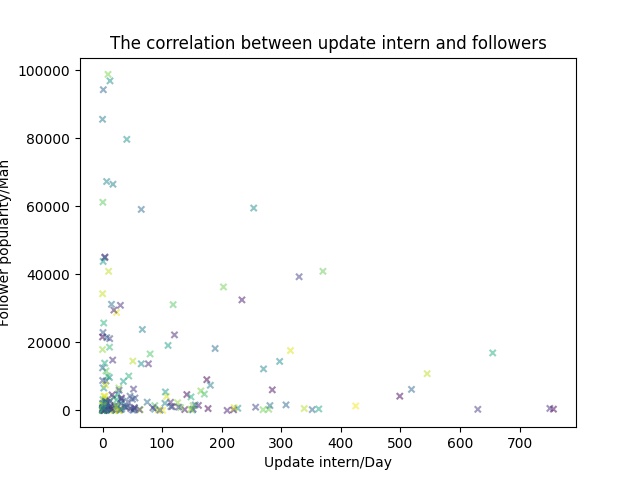 The correlation between update intern and followers
100000
80000
60000
40000
20000
0
Follower popularity/Man
0 100 200 300 400 500 600 700
Update intern/Day